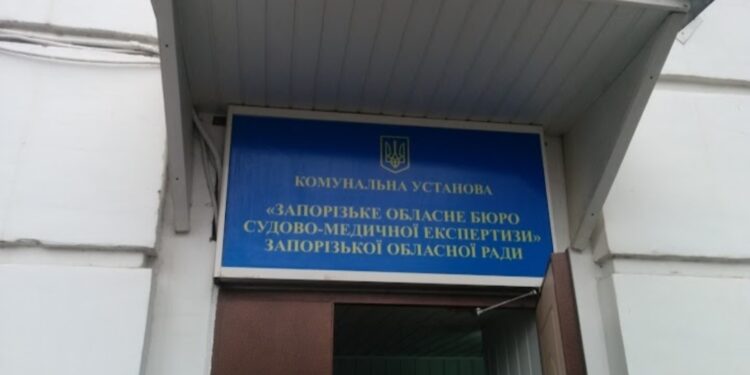 КОМУНАЛЬНА УСТАНОВА
«ЗАПОРІЗЬКЕ ОБЛАСНЕ БЮРО
СУДОВО-МЕДИЧНОЇ ЕКСПЕРТИЗИ»
ЗАПОРІЗЬКОЇ ОБЛАСНОЇ РАДИ